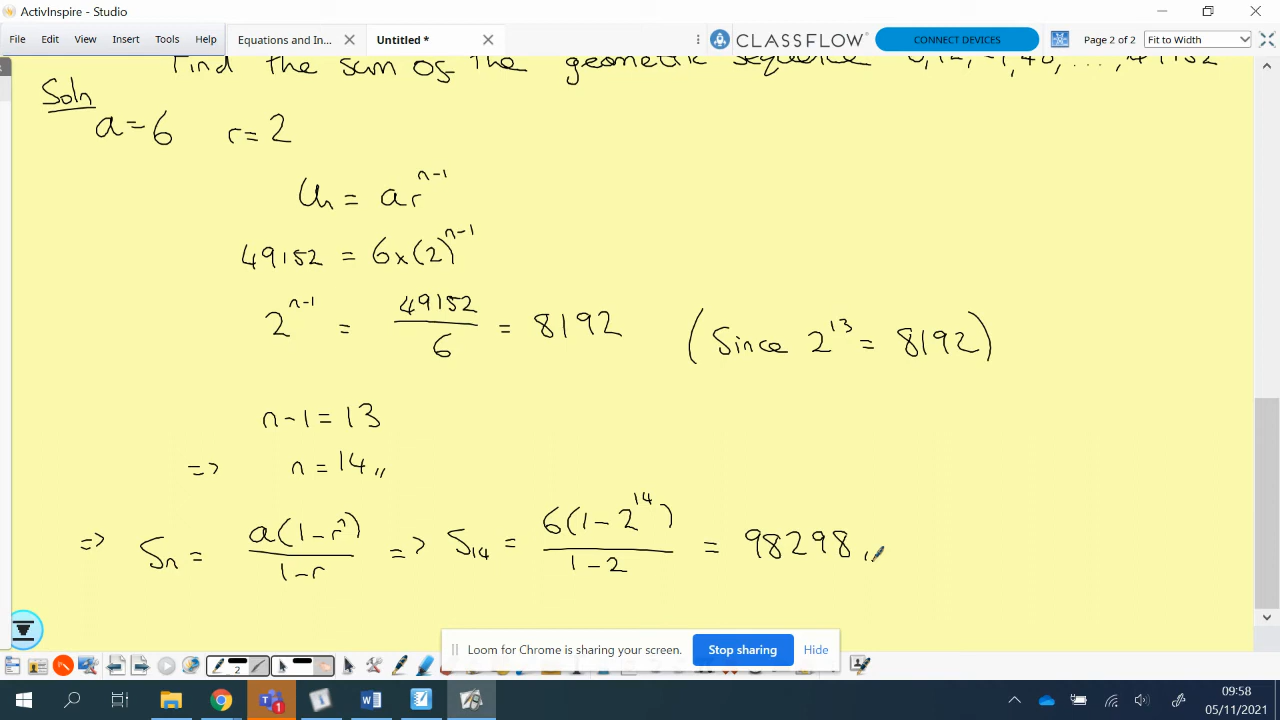 ActivInspire - Studio
File Edit View Insert Tools Help Equations and In... Untitled * CLASSFLOW CONNECT DEVICES Page 2 of 2 Fit to Width
Find the sum of the geometric sequence
Soln
a = 6 r = 2
Un = ar^(n-1)
49152 = 6×(2)^(n-1)
2^(n-1) = 49152/6 = 8192 (Since 2^13 = 8192)
n-1 = 13
=> n = 14,,
=> Sn = a(1-r^n)/(1-r) => S14 = 6(1-2^14)/(1-2) = 98298,,
Loom for Chrome is sharing your screen. Stop sharing Hide
2
09:58
05/11/2021